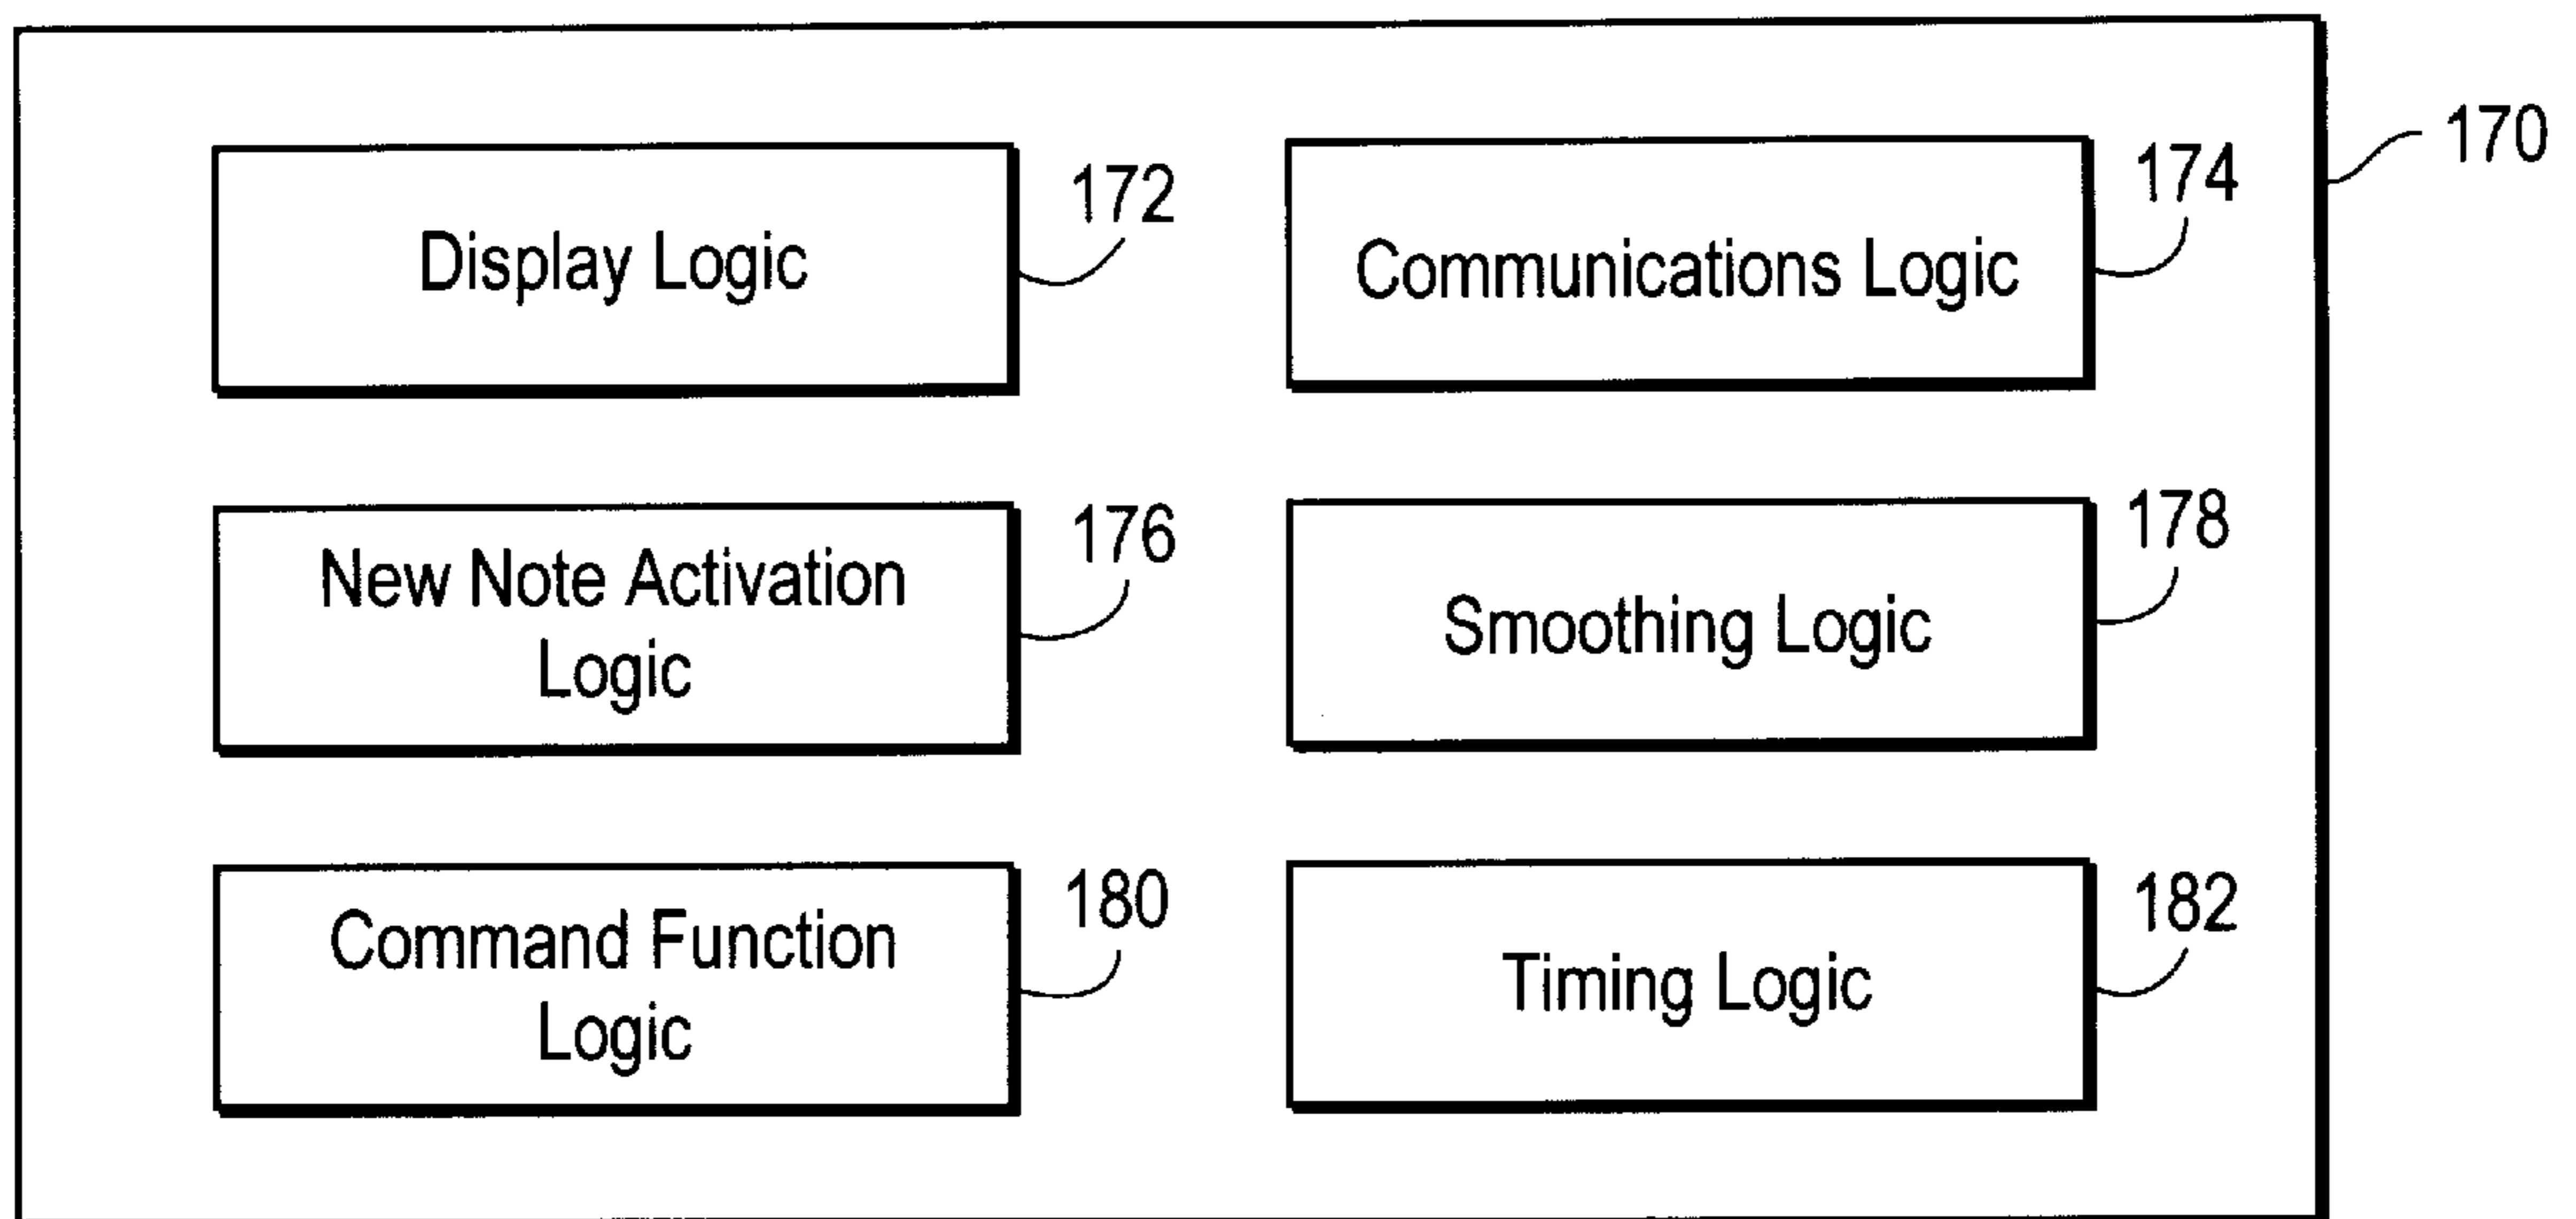 170
172
174
Display Logic
Communications Logic
176
178
New Note Activation
Logic
Smoothing Logic
180
182
Command Function
Logic
Timing Logic